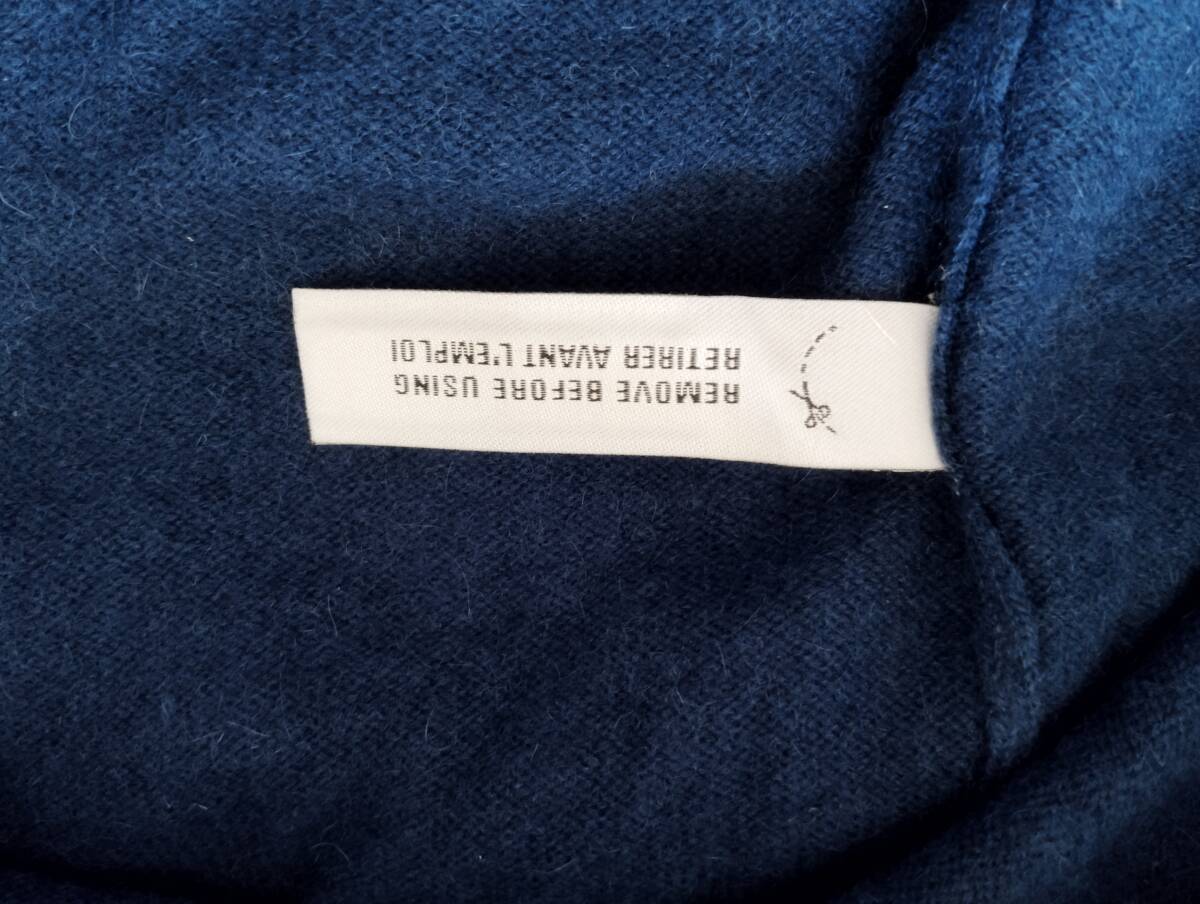 REMOVE BEFORE USING
RETIRER AVANT L'EMPLOI